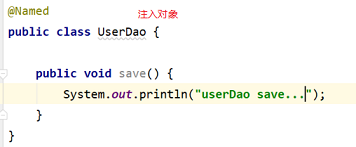 @Named 注入对象
public class UserDao {
public void save() {
System.out.println("userDao save...");
}
}